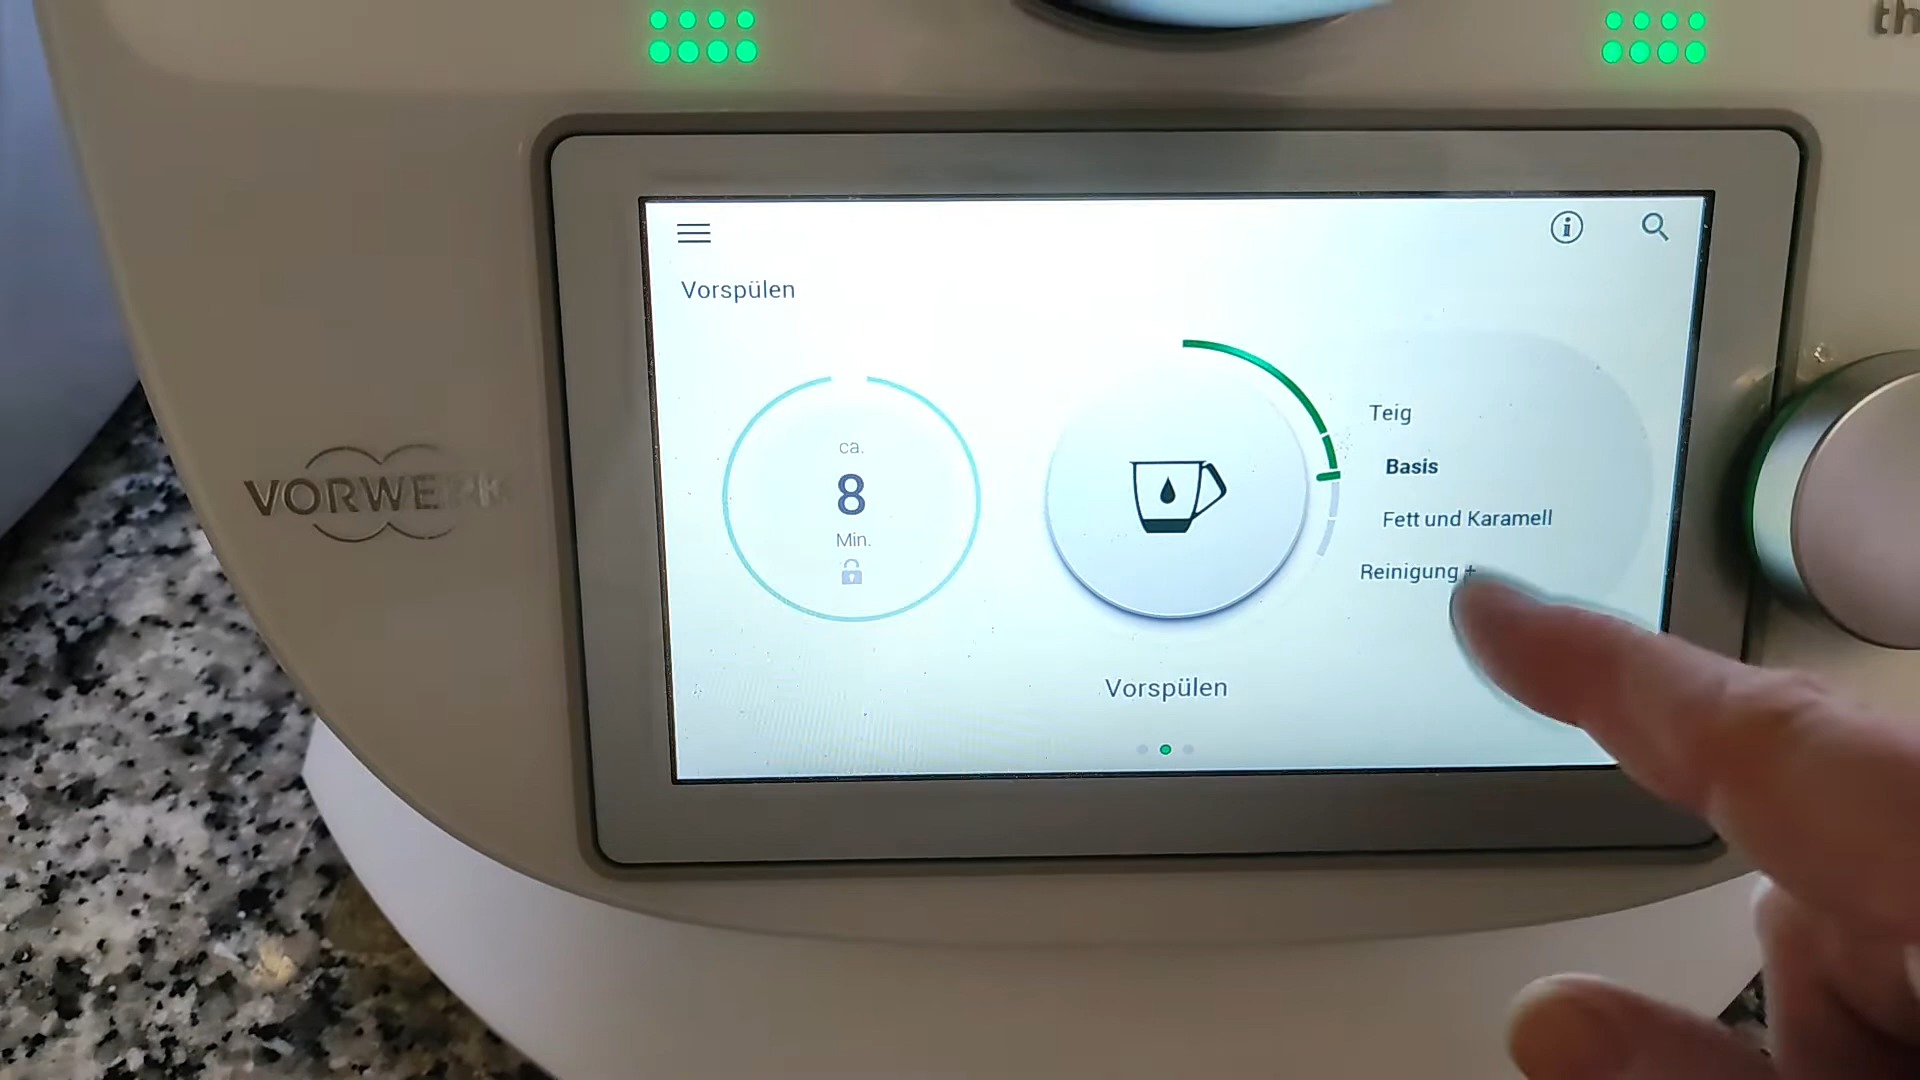 th
VORWERK
Vorspülen
ca.
8
Min.
Teig
Basis
Fett und Karamell
Reinigung +
Vorspülen